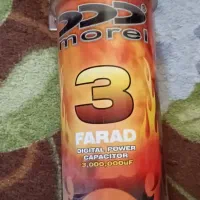 morel
3
FARAD
DIGITAL POWER
CAPACITOR
3,000,000uF